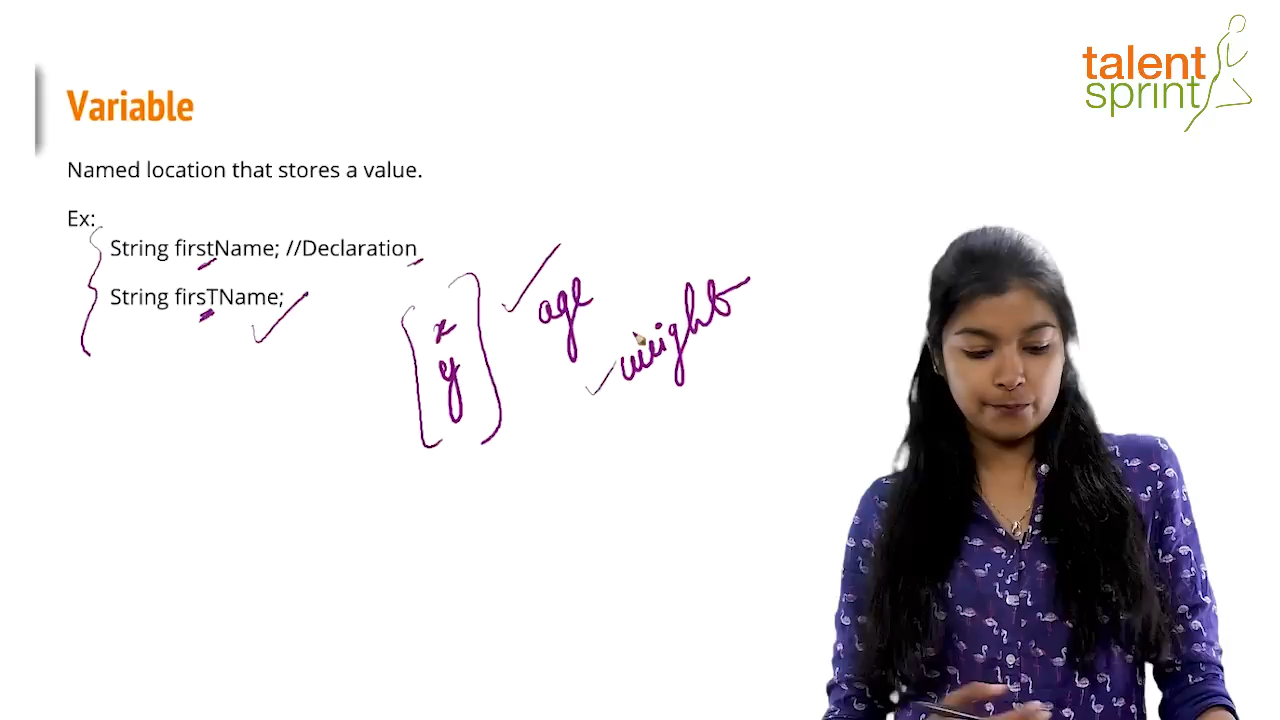 talent
sprint
Variable
Named location that stores a value.
Ex:
String firstName; //Declaration
String firsTName;
x
y
age
weight